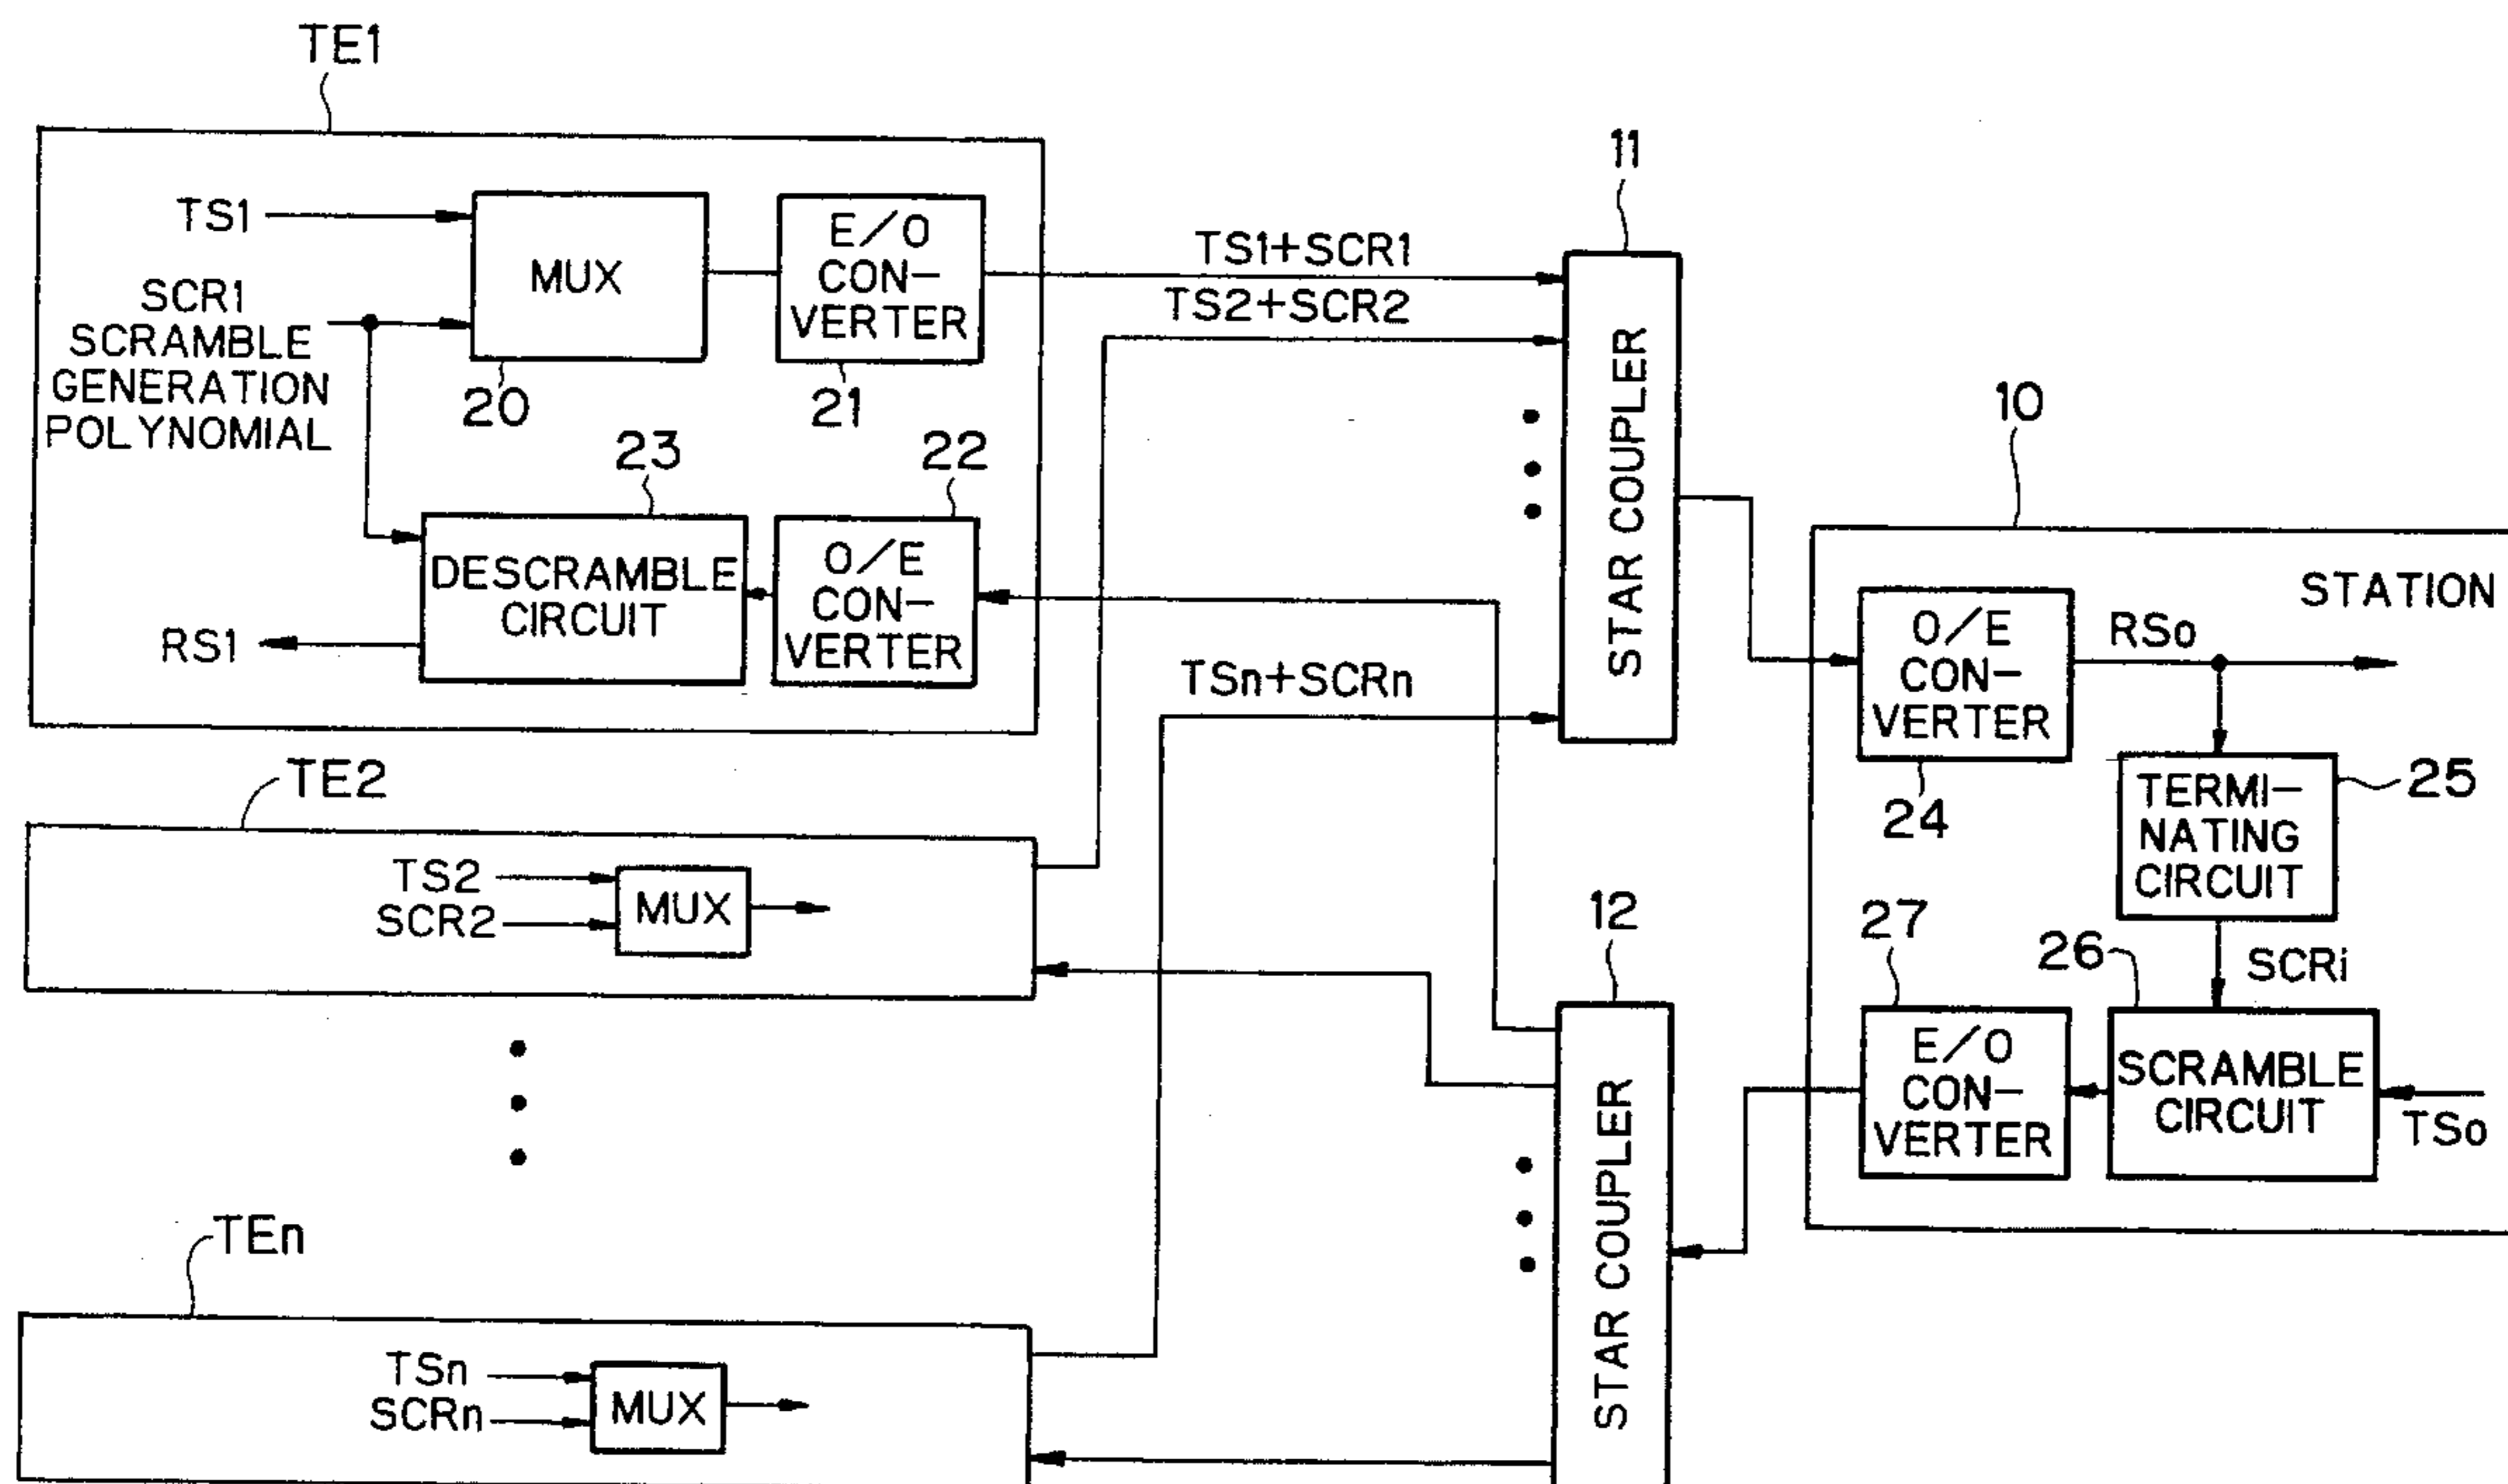 TE1
TS1
MUX
E/O
CON-
VERTER
SCR1
SCRAMBLE
GENERATION
POLYNOMIAL
20
21
23
22
DESCRAMBLE
CIRCUIT
O/E
CON-
VERTER
RS1
TS1+SCR1
TS2+SCR2
TSn+SCRn
11
STAR COUPLER
10
STATION
O/E
CON-
VERTER
24
RSo
TERMI-
NATING
CIRCUIT
25
SCRi
26
SCRAMBLE
CIRCUIT
TSo
27
E/O
CON-
VERTER
12
STAR COUPLER
TE2
TS2
SCR2
MUX
TEn
TSn
SCRn
MUX